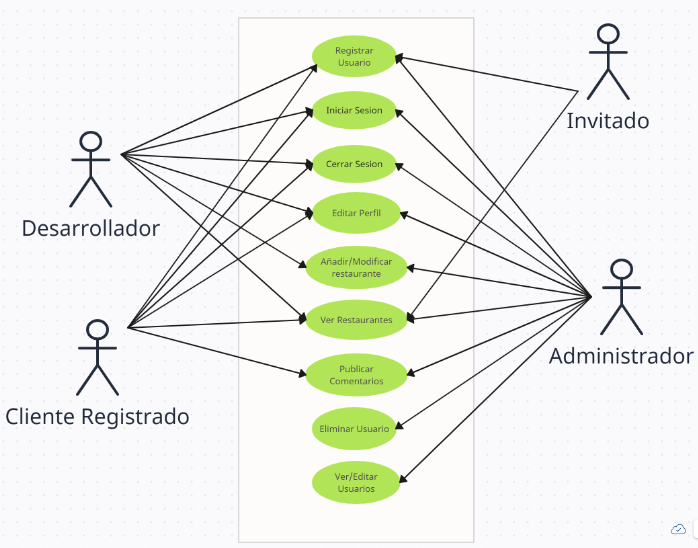 Registrar
Usuario
Invitado
Iniciar Sesion
Cerrar Sesion
Desarrollador
Editar Perfil
Añadir/Modificar
restaurante
Ver Restaurantes
Administrador
Publicar
Comentarios
Cliente Registrado
Eliminar Usuario
Ver/Editar
Usuarios